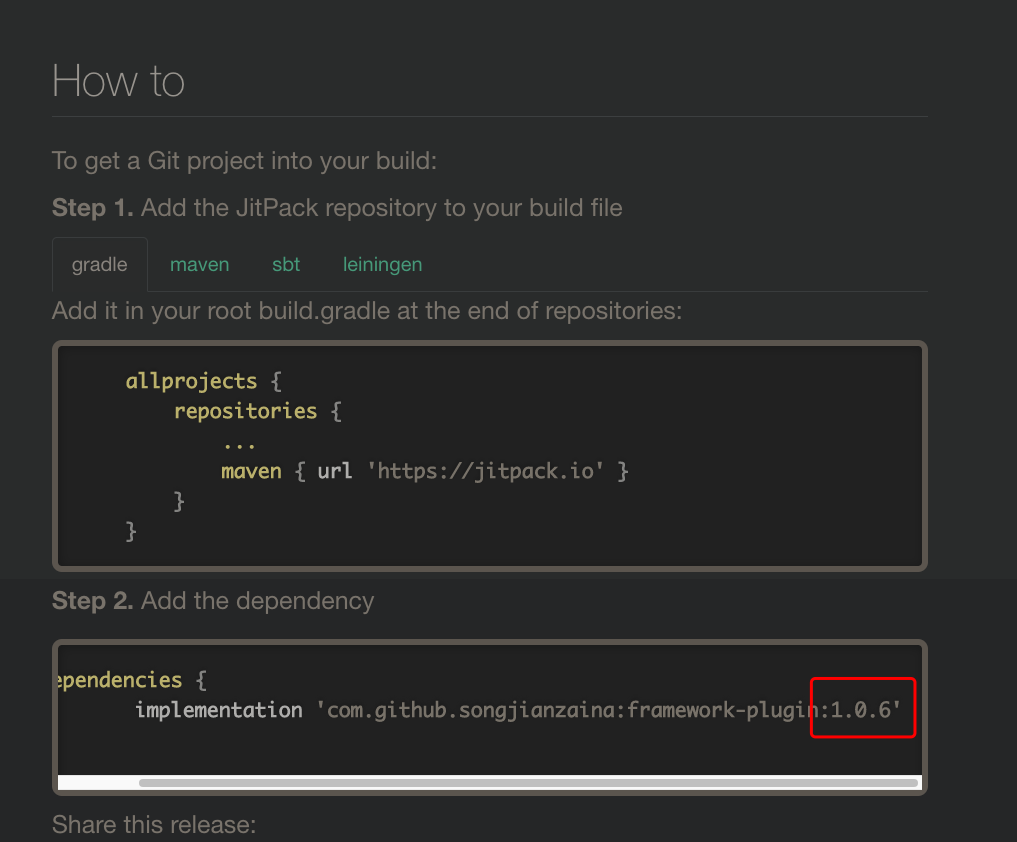 How to
To get a Git project into your build:
Step 1. Add the JitPack repository to your build file
gradle maven sbt leiningen
Add it in your root build.gradle at the end of repositories:
allprojects {
repositories {
...
maven { url 'https://jitpack.io' }
}
}
Step 2. Add the dependency
ependencies {
implementation 'com.github.songjianzaina:framework-plugin:1.0.6'
Share this release: